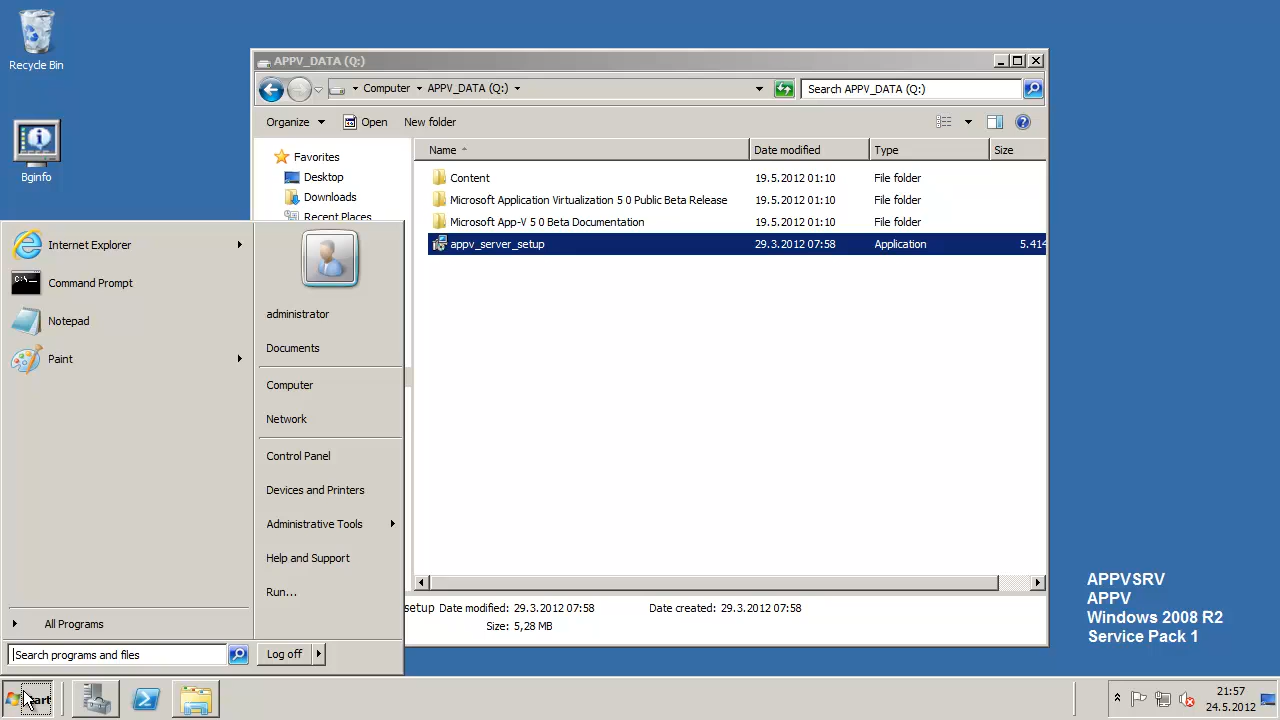 Recycle Bin
Bginfo
APPV_DATA (Q:)
Computer
APPV_DATA (Q:)
Search APPV_DATA (Q:)
Organize
Open
New folder
Name
Date modified
Type
Size
Favorites
Desktop
Downloads
Recent Places
Content 19.5.2012 01:10 File folder
Microsoft Application Virtualization 5 0 Public Beta Release 19.5.2012 01:10 File folder
Microsoft App-V 5 0 Beta Documentation 19.5.2012 01:10 File folder
appv_server_setup 29.3.2012 07:58 Application 5.414
setup Date modified: 29.3.2012 07:58 Date created: 29.3.2012 07:58
Size: 5,28 MB
Internet Explorer
Command Prompt
Notepad
Paint
All Programs
Search programs and files
administrator
Documents
Computer
Network
Control Panel
Devices and Printers
Administrative Tools
Help and Support
Run...
Log off
APPVSRV
APPV
Windows 2008 R2
Service Pack 1
21:57
24.5.2012